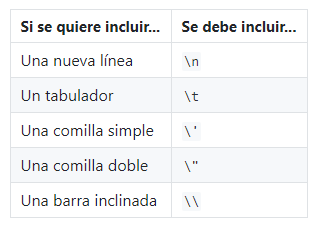 Si se quiere incluir... Se debe incluir...
Una nueva línea \n
Un tabulador \t
Una comilla simple \'
Una comilla doble \"
Una barra inclinada \\